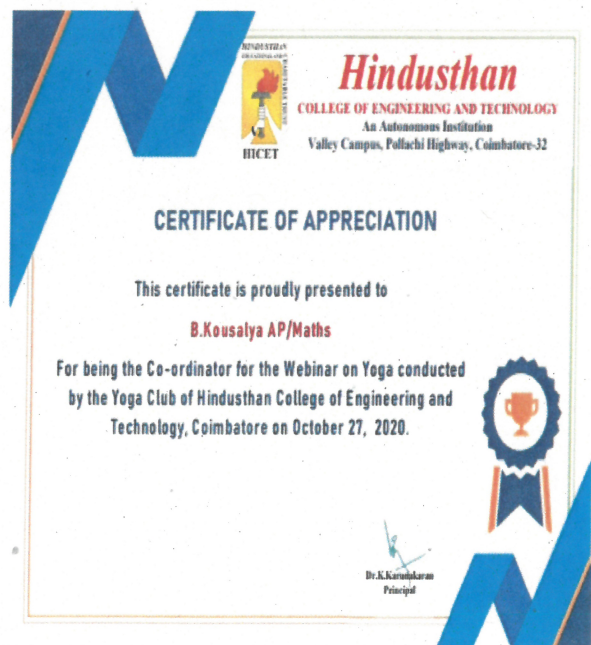 HINDUSTHAN
HICET
Hindusthan
COLLEGE OF ENGINEERING AND TECHNOLOGY
An Autonomous Institution
Valley Campus, Pollachi Highway, Coimbatore-32
CERTIFICATE OF APPRECIATION
This certificate is proudly presented to
B.Kousalya AP/Maths
For being the Co-ordinator for the Webinar on Yoga conducted
by the Yoga Club of Hindusthan College of Engineering and
Technology, Coimbatore on October 27, 2020.
Dr.K.Karunakaran
Principal